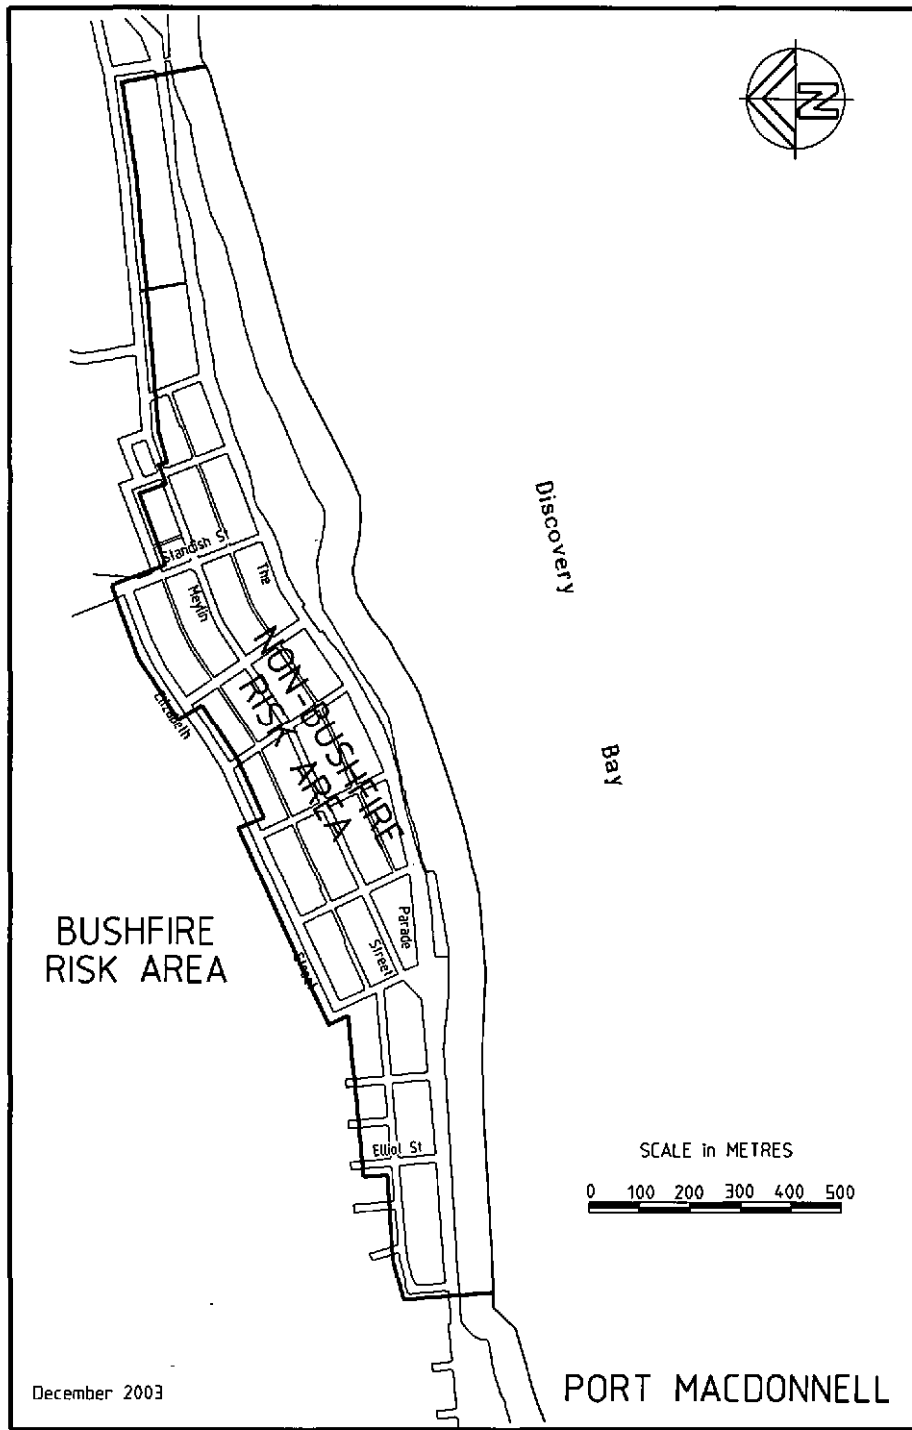 N
Discovery
Bay
Standish St
The
Meylin
NON-BUSHFIRE
RISK AREA
Elizabeth
Parade
Street
Street
BUSHFIRE
RISK AREA
Elliot St
SCALE in METRES
0 100 200 300 400 500
December 2003
PORT MACDONNELL